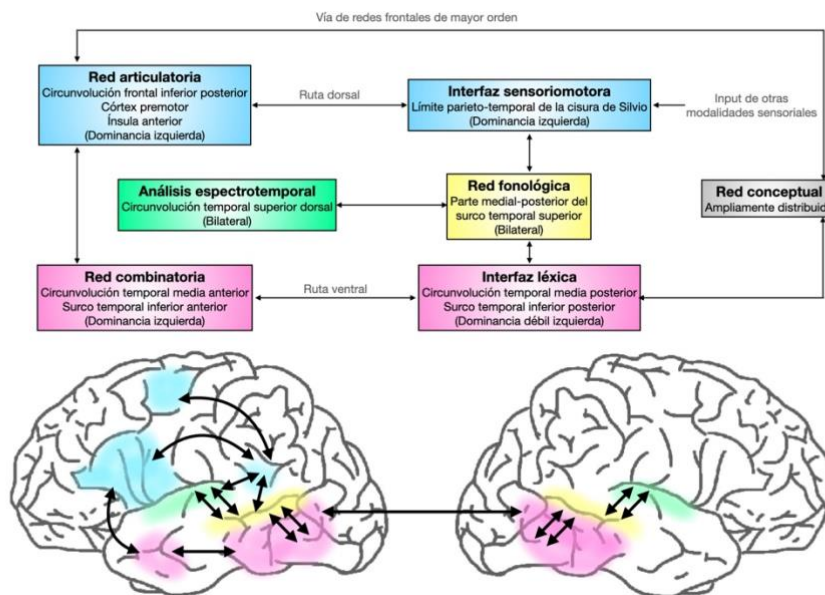 Vía de redes frontales de mayor orden
Red articulatoria
Circunvolución frontal inferior posterior
Córtex premotor
Ínsula anterior
(Dominancia izquierda)
Ruta dorsal
Interfaz sensoriomotora
Límite parieto-temporal de la cisura de Silvio
(Dominancia izquierda)
Input de otras
modalidades sensoriales
Análisis espectrotemporal
Circunvolución temporal superior dorsal
(Bilateral)
Red fonológica
Parte medial-posterior del
surco temporal superior
(Bilateral)
Red conceptual
Ampliamente distribuid
Red combinatoria
Circunvolución temporal media anterior
Surco temporal inferior anterior
(Dominancia izquierda)
Ruta ventral
Interfaz léxica
Circunvolución temporal media posterior
Surco temporal inferior posterior
(Dominancia débil izquierda)